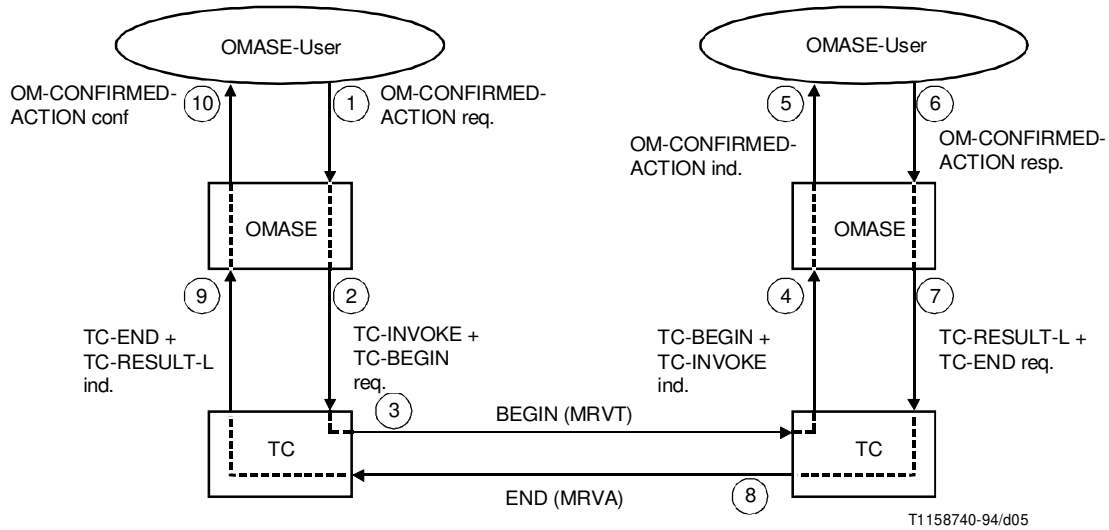 OMASE-User
OMASE-User
OM-CONFIRMED-
ACTION conf
10
1
OM-CONFIRMED-
ACTION req.
5
6
OM-CONFIRMED-
ACTION ind.
OM-CONFIRMED-
ACTION resp.
OMASE
OMASE
9
2
4
7
TC-END +
TC-RESULT-L
ind.
TC-INVOKE +
TC-BEGIN
req.
TC-BEGIN +
TC-INVOKE
ind.
TC-RESULT-L +
TC-END req.
3
BEGIN (MRVT)
TC
TC
END (MRVA)
8
T1158740-94/d05